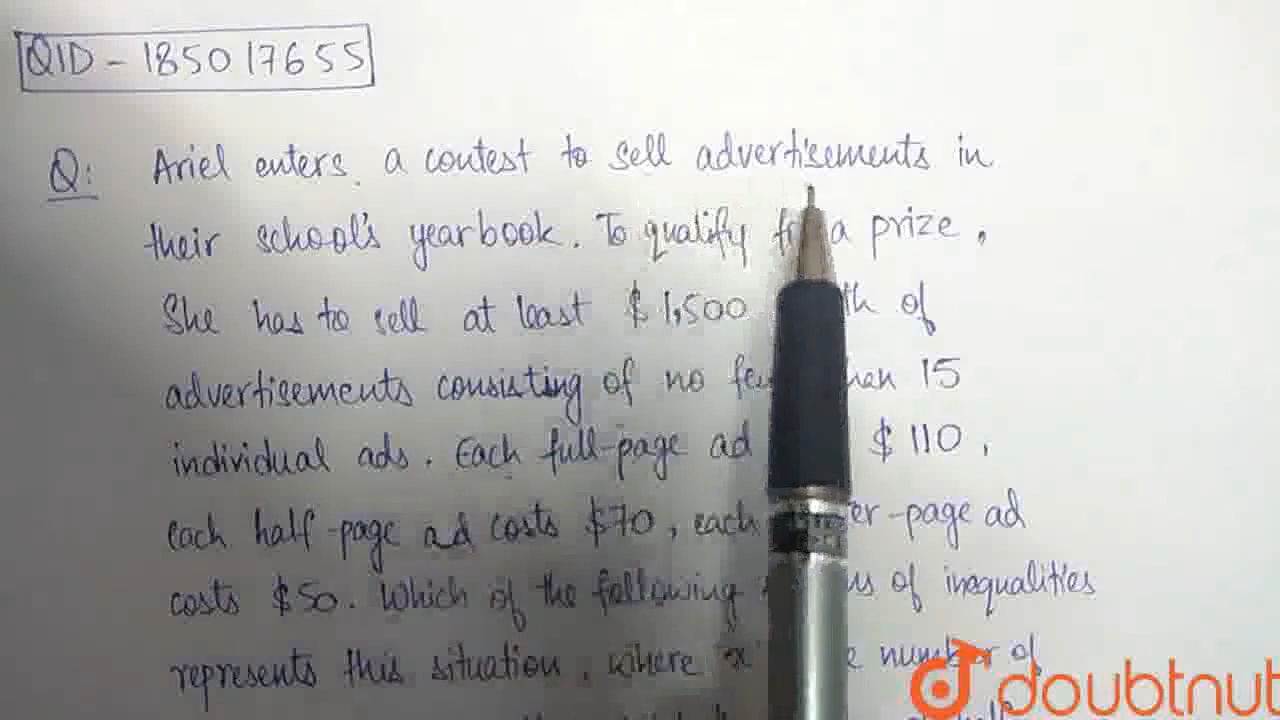 QID - 185017655
Q: Ariel enters a contest to sell advertisements in
their school's yearbook. To qualify a prize,
She has to sell at least $1,500 of
advertisements consisting of no 15
individual ads. Each full-page ad $110,
each half-page ad costs $70, each -page ad
costs $50. Which of the following of inequalities
represents this situation, where 'x' number of
doubtnut